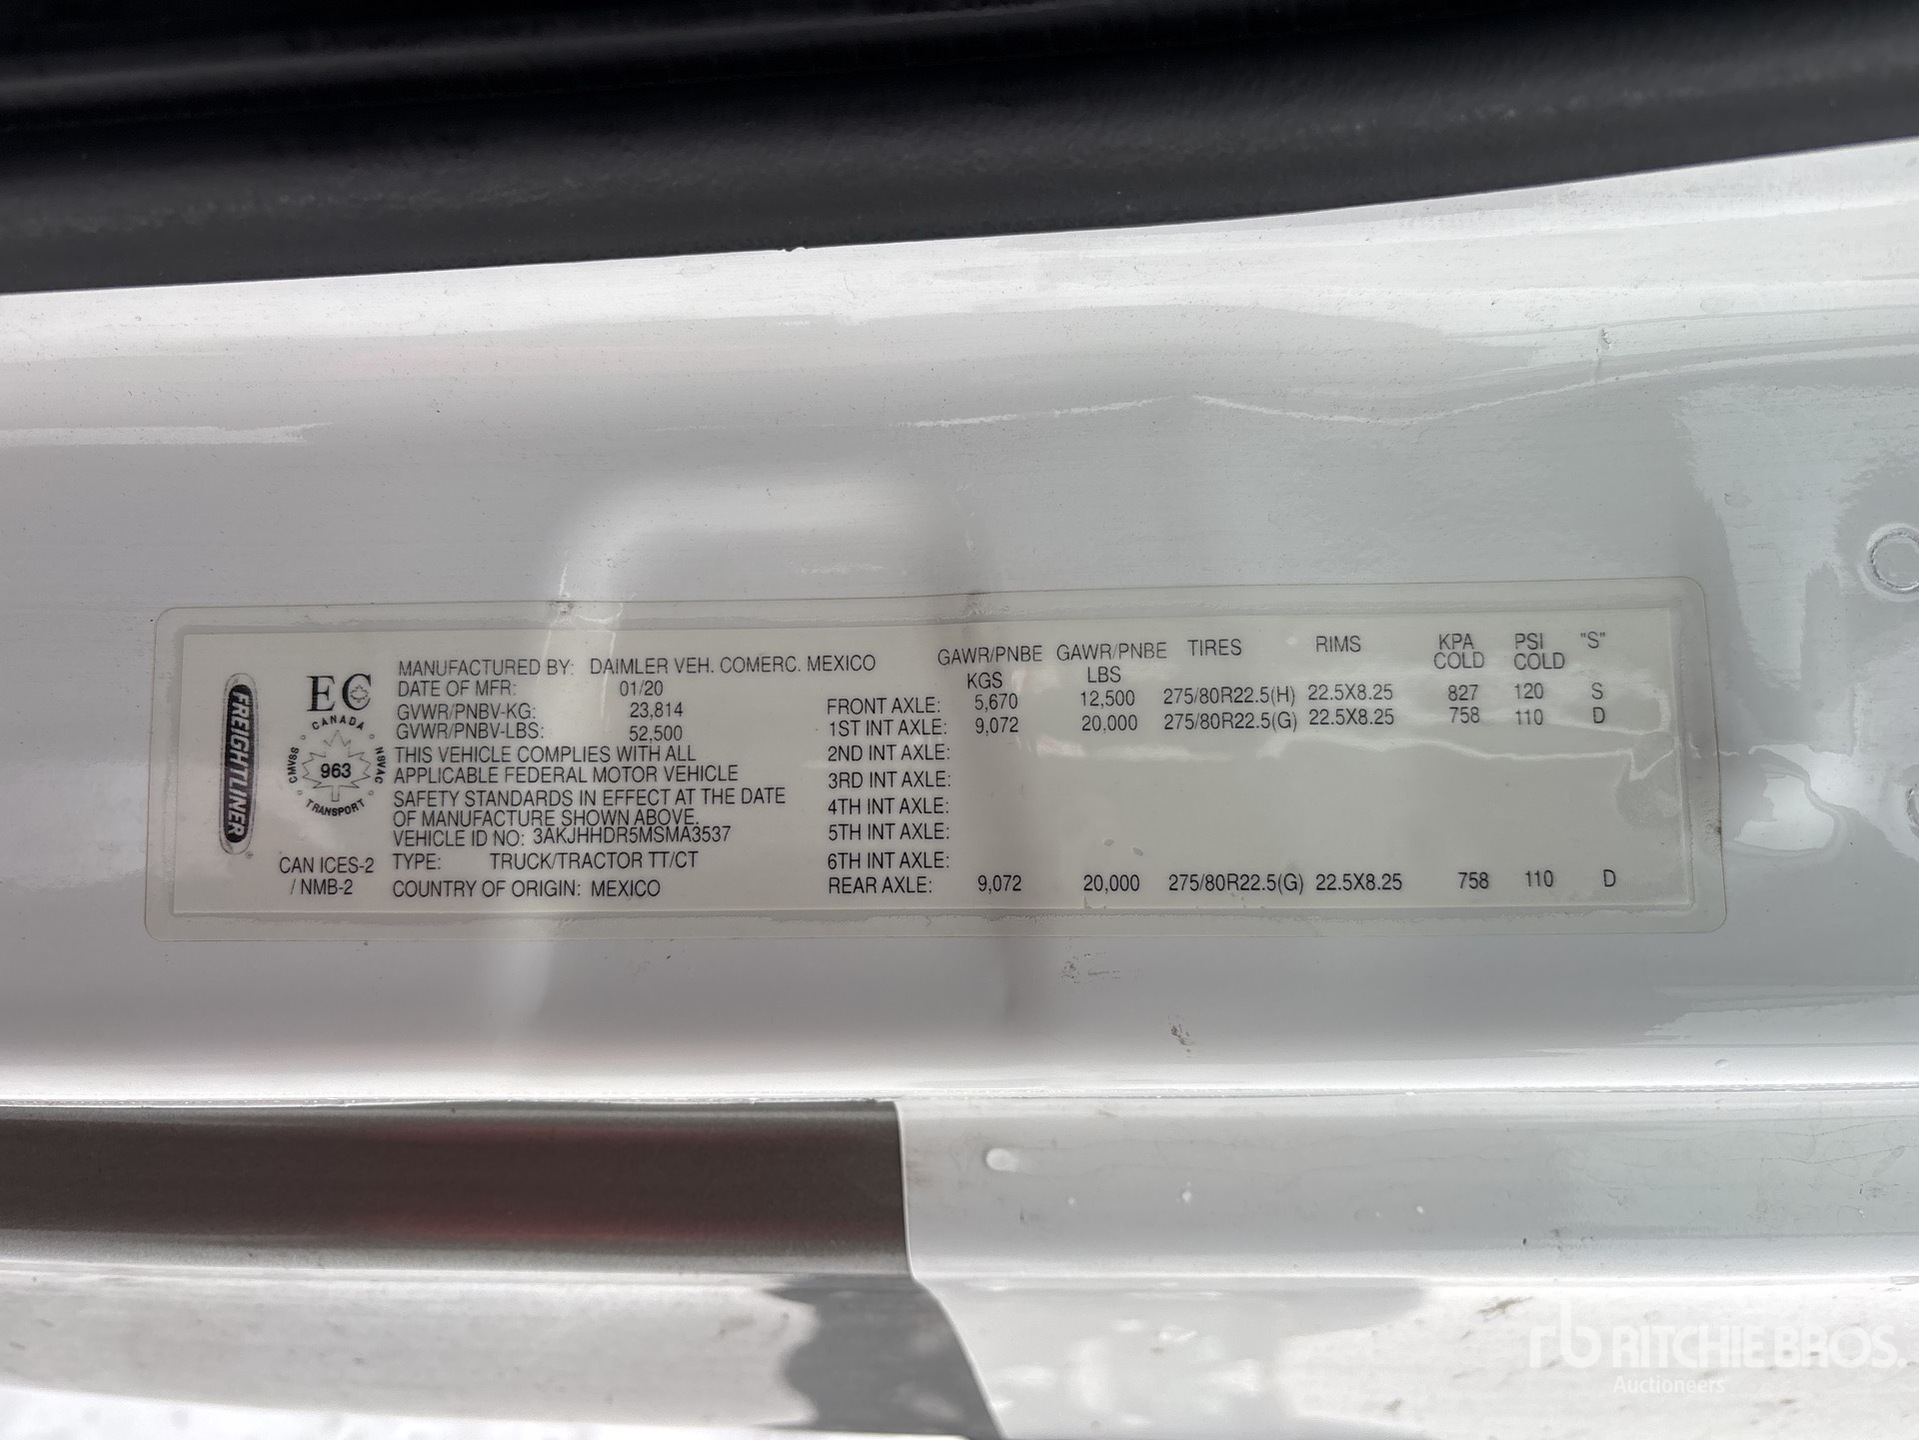 FREIGHTLINER
EC
CANADA
CMVSS
NSVAC
963
TRANSPORT
CAN ICES-2
/ NMB-2
MANUFACTURED BY: DAIMLER VEH. COMERC. MEXICO
DATE OF MFR: 01/20
GVWR/PNBV-KG: 23,814
GVWR/PNBV-LBS: 52,500
THIS VEHICLE COMPLIES WITH ALL
APPLICABLE FEDERAL MOTOR VEHICLE
SAFETY STANDARDS IN EFFECT AT THE DATE
OF MANUFACTURE SHOWN ABOVE.
VEHICLE ID NO: 3AKJHHDR5MSMA3537
TYPE: TRUCK/TRACTOR TT/CT
COUNTRY OF ORIGIN: MEXICO
GAWR/PNBE GAWR/PNBE TIRES RIMS KPA PSI "S"
KGS LBS COLD COLD
FRONT AXLE: 5,670 12,500 275/80R22.5(H) 22.5X8.25 827 120 S
1ST INT AXLE: 9,072 20,000 275/80R22.5(G) 22.5X8.25 758 110 D
2ND INT AXLE:
3RD INT AXLE:
4TH INT AXLE:
5TH INT AXLE:
6TH INT AXLE:
REAR AXLE: 9,072 20,000 275/80R22.5(G) 22.5X8.25 758 110 D
rb RITCHIE BROS.
Auctioneers